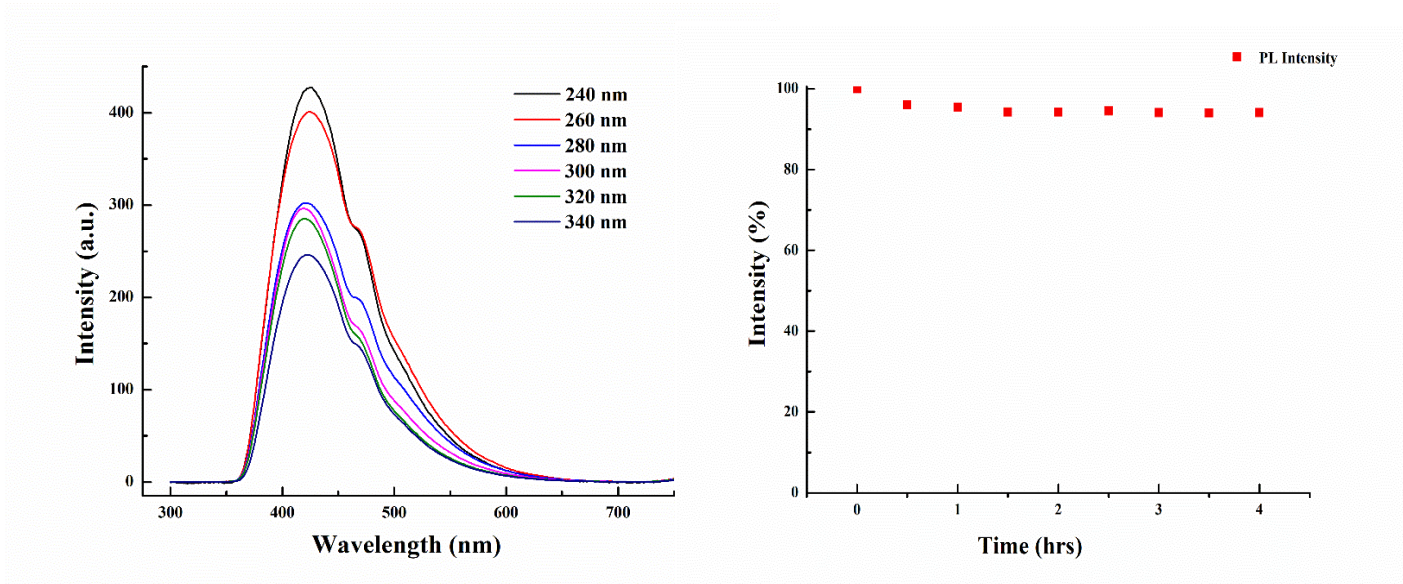 240 nm
260 nm
280 nm
300 nm
320 nm
340 nm
400
300
200
100
0
Intensity (a.u.)
300
400
500
600
700
Wavelength (nm)
PL Intensity
100
80
60
40
20
0
Intensity (%)
0
1
2
3
4
Time (hrs)